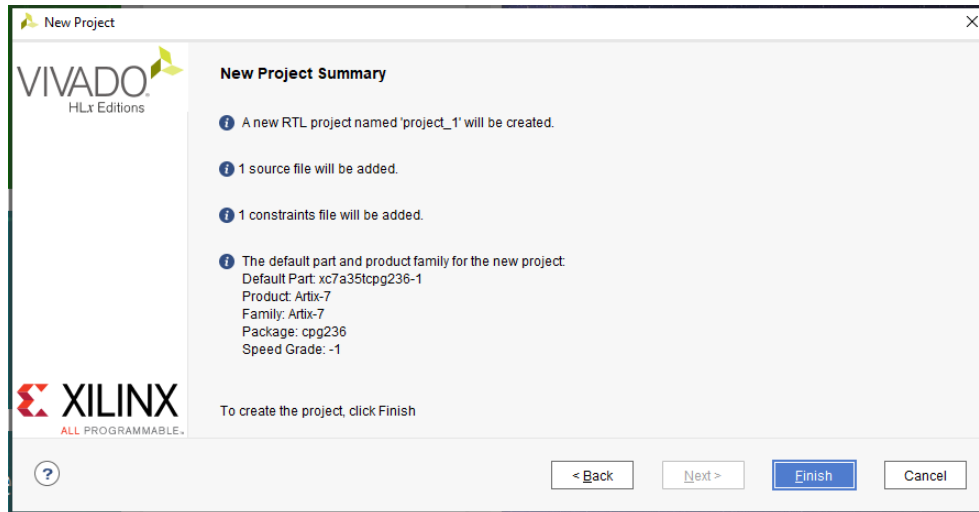 New Project
VIVADO
HLx Editions
New Project Summary
A new RTL project named 'project_1' will be created.
1 source file will be added.
1 constraints file will be added.
The default part and product family for the new project:
Default Part: xc7a35tcpg236-1
Product: Artix-7
Family: Artix-7
Package: cpg236
Speed Grade: -1
XILINX
ALL PROGRAMMABLE™
To create the project, click Finish
?
< Back
Next >
Finish
Cancel